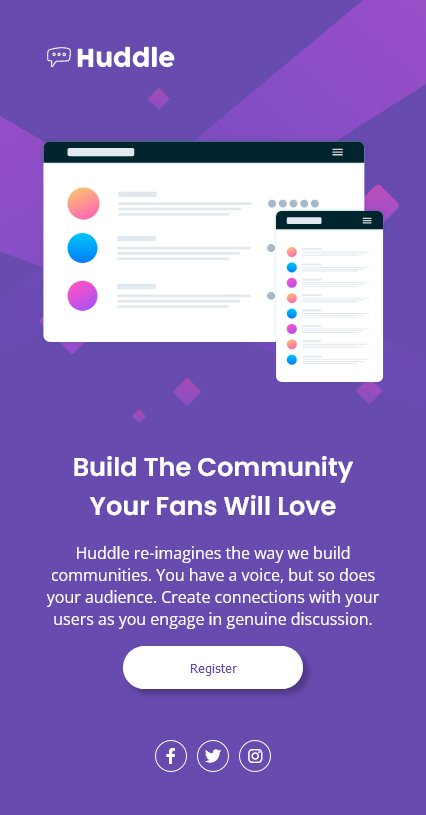 Huddle
Build The Community
Your Fans Will Love
Huddle re-imagines the way we build
communities. You have a voice, but so does
your audience. Create connections with your
users as you engage in genuine discussion.
Register